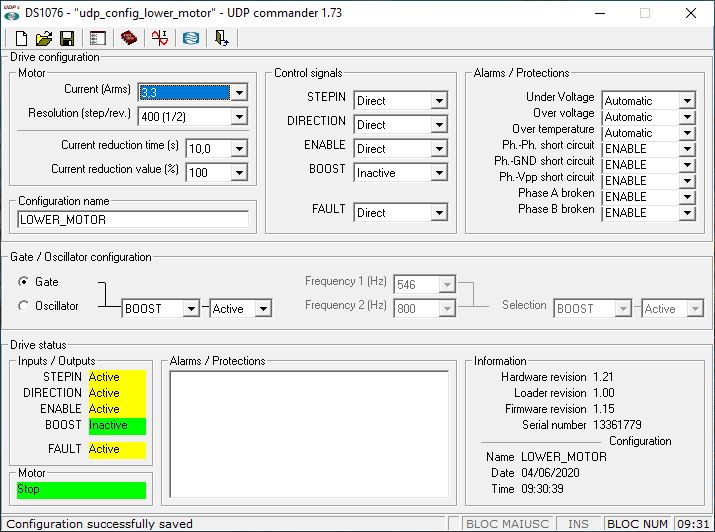 DS1076 - "udp_config_lower_motor" - UDP commander 1.73
Drive configuration
Motor
Current (Arms) 3,3
Resolution (step/rev.) 400 (1/2)
Current reduction time (s) 10,0
Current reduction value (%) 100
Configuration name
LOWER_MOTOR
Control signals
STEPIN Direct
DIRECTION Direct
ENABLE Direct
BOOST Inactive
FAULT Direct
Alarms / Protections
Under Voltage Automatic
Over voltage Automatic
Over temperature Automatic
Ph.-Ph. short circuit ENABLE
Ph.-GND short circuit ENABLE
Ph.-Vpp short circuit ENABLE
Phase A broken ENABLE
Phase B broken ENABLE
Gate / Oscillator configuration
Gate
Oscillator
BOOST Active
Frequency 1 (Hz) 546
Frequency 2 (Hz) 800
Selection BOOST Active
Drive status
Inputs / Outputs
STEPIN Active
DIRECTION Active
ENABLE Active
BOOST Inactive
FAULT Active
Motor
Stop
Alarms / Protections
Information
Hardware revision 1.21
Loader revision 1.00
Firmware revision 1.15
Serial number 13361779
Configuration
Name LOWER_MOTOR
Date 04/06/2020
Time 09:30:39
Configuration successfully saved
BLOC MAIUSC INS BLOC NUM 09:31